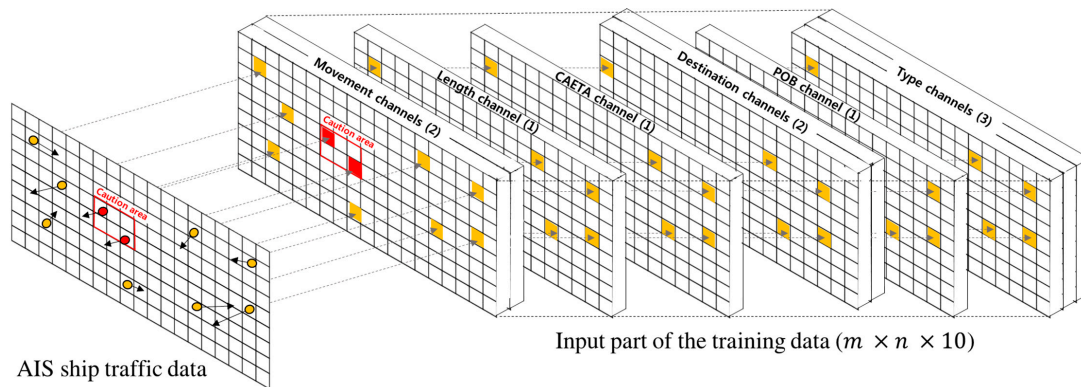 Movement channels (2)
Length channel (1)
CAETA channel (1)
Destination channels (2)
POB channel (1)
Type channels (3)
Caution area
Caution area
AIS ship traffic data
Input part of the training data (m × n × 10)